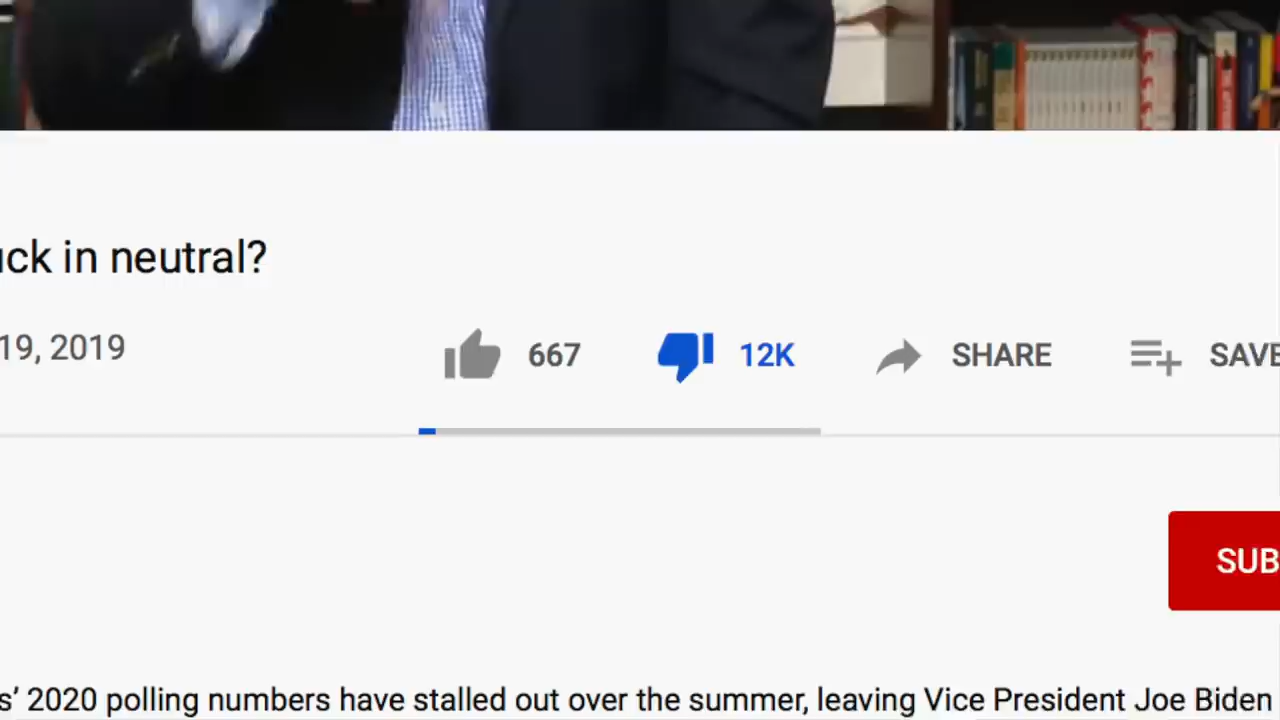 ck in neutral?
19, 2019
667 12K SHARE SAVE
SUB
s’ 2020 polling numbers have stalled out over the summer, leaving Vice President Joe Biden